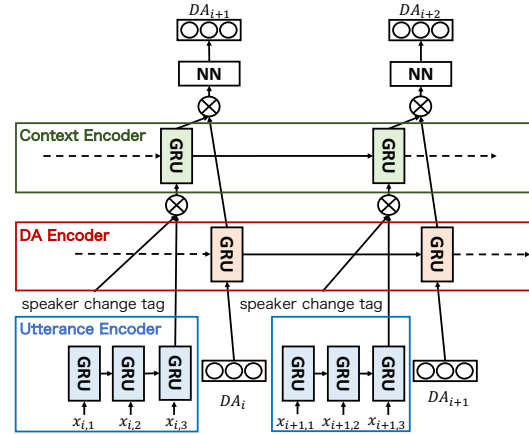 DA_{i+1} DA_{i+2}
NN NN
Context Encoder
GRU GRU
DA Encoder
GRU GRU
speaker change tag speaker change tag
Utterance Encoder
GRU GRU GRU GRU GRU GRU
DA_i DA_{i+1}
x_{i,1} x_{i,2} x_{i,3} x_{i+1,1} x_{i+1,2} x_{i+1,3}